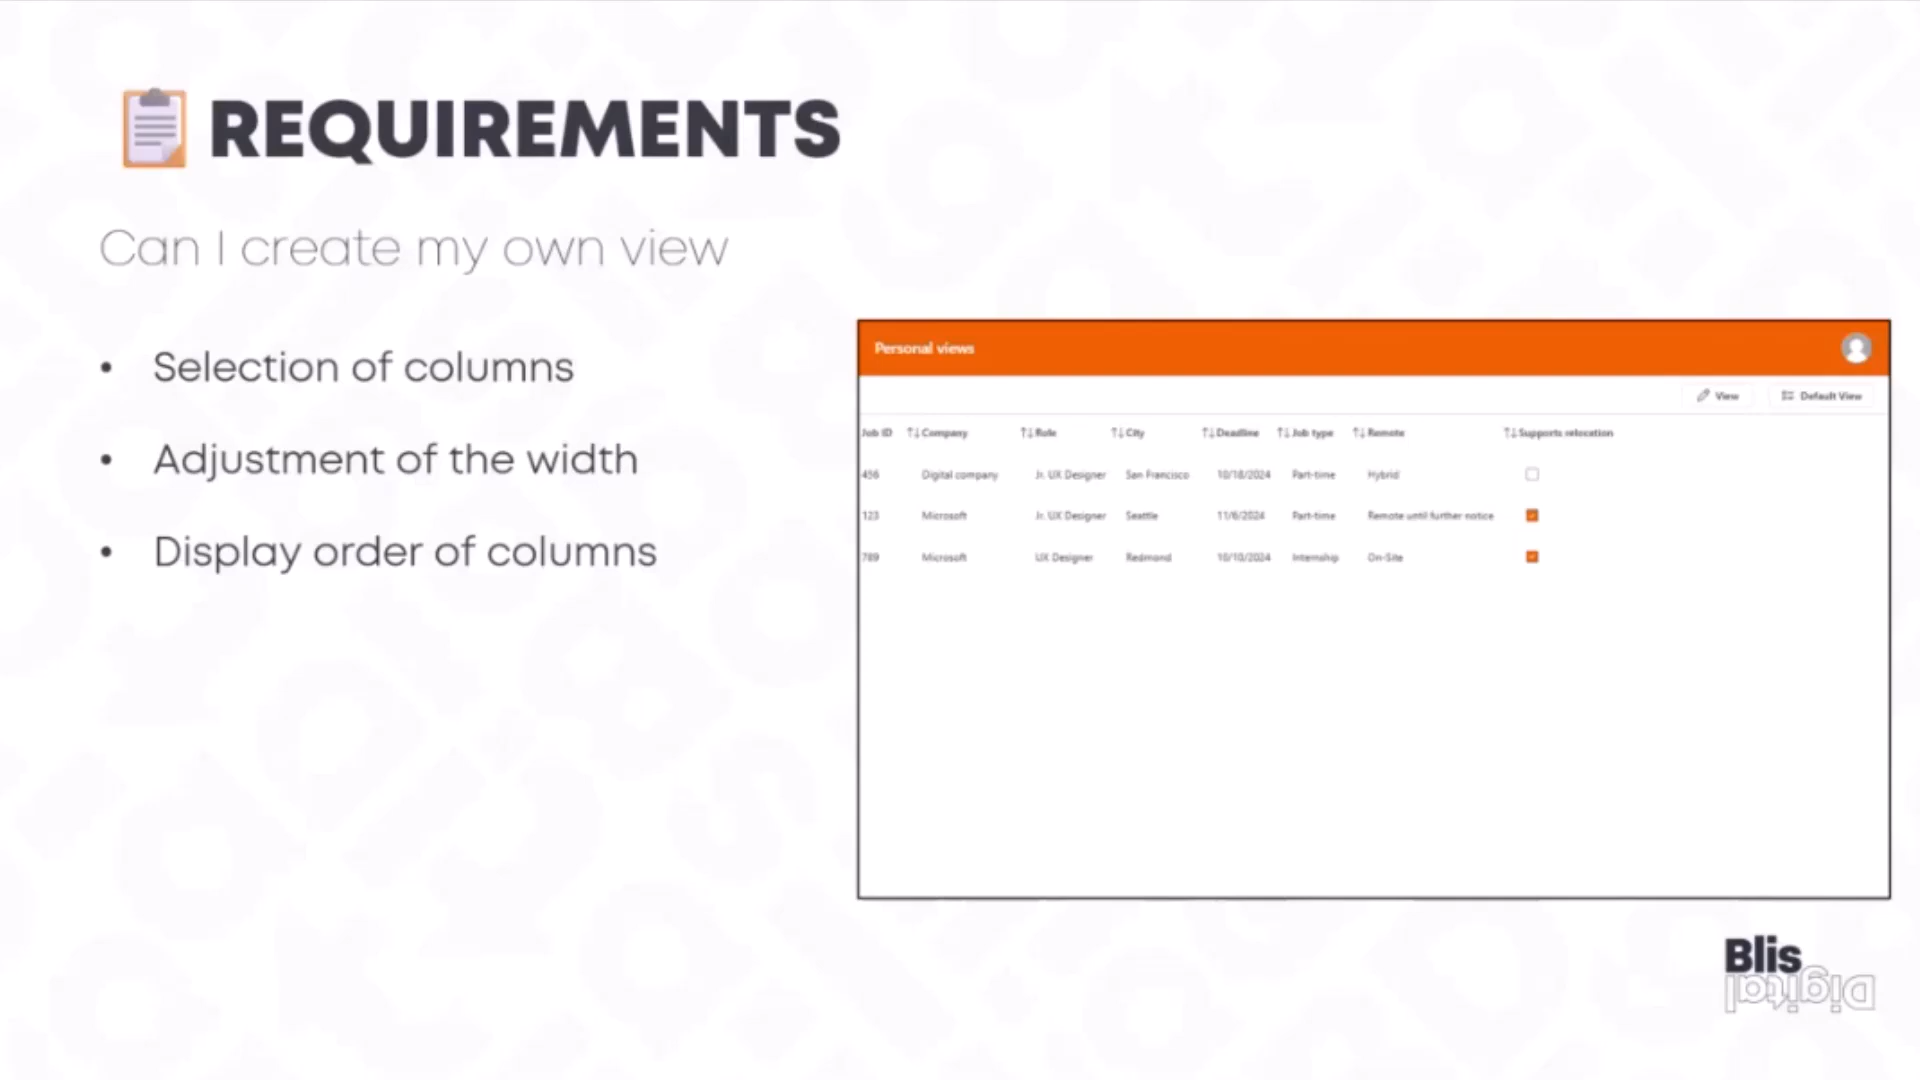 REQUIREMENTS
Can I create my own view
• Selection of columns
• Adjustment of the width
• Display order of columns
Personal views
View Default View
Job ID ↑↓ Company ↑↓ Role ↑↓ City ↑↓ Deadline ↑↓ Job type ↑↓ Remote ↑↓ Supports relocation
456 Digital company Jr. UX Designer San Francisco 10/18/2024 Part-time Hybrid
123 Microsoft Jr. UX Designer Seattle 11/6/2024 Part-time Remote until further notice
789 Microsoft UX Designer Redmond 10/10/2024 Internship On-Site
Blis
Digital